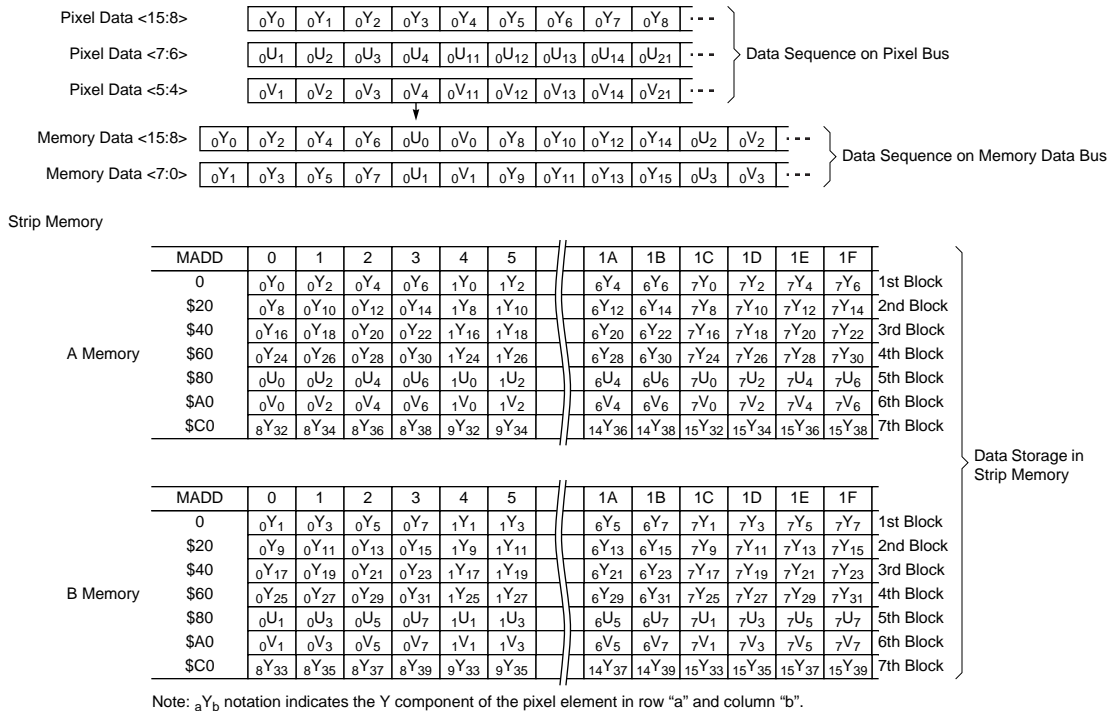 Pixel Data <15:8> ₀Y₀ ₀Y₁ ₀Y₂ ₀Y₃ ₀Y₄ ₀Y₅ ₀Y₆ ₀Y₇ ₀Y₈
Pixel Data <7:6> ₀U₁ ₀U₂ ₀U₃ ₀U₄ ₀U₁₁ ₀U₁₂ ₀U₁₃ ₀U₁₄ ₀U₂₁
Data Sequence on Pixel Bus
Pixel Data <5:4> ₀V₁ ₀V₂ ₀V₃ ₀V₄ ₀V₁₁ ₀V₁₂ ₀V₁₃ ₀V₁₄ ₀V₂₁
Memory Data <15:8> ₀Y₀ ₀Y₂ ₀Y₄ ₀Y₆ ₀U₀ ₀V₀ ₀Y₈ ₀Y₁₀ ₀Y₁₂ ₀Y₁₄ ₀U₂ ₀V₂
Data Sequence on Memory Data Bus
Memory Data <7:0> ₀Y₁ ₀Y₃ ₀Y₅ ₀Y₇ ₀U₁ ₀V₁ ₀Y₉ ₀Y₁₁ ₀Y₁₃ ₀Y₁₅ ₀U₃ ₀V₃
Strip Memory
MADD 0 1 2 3 4 5 1A 1B 1C 1D 1E 1F
0 ₀Y₀ ₀Y₂ ₀Y₄ ₀Y₆ ₁Y₀ ₁Y₂ ₆Y₄ ₆Y₆ ₇Y₀ ₇Y₂ ₇Y₄ ₇Y₆ 1st Block
$20 ₀Y₈ ₀Y₁₀ ₀Y₁₂ ₀Y₁₄ ₁Y₈ ₁Y₁₀ ₆Y₁₂ ₆Y₁₄ ₇Y₈ ₇Y₁₀ ₇Y₁₂ ₇Y₁₄ 2nd Block
$40 ₀Y₁₆ ₀Y₁₈ ₀Y₂₀ ₀Y₂₂ ₁Y₁₆ ₁Y₁₈ ₆Y₂₀ ₆Y₂₂ ₇Y₁₆ ₇Y₁₈ ₇Y₂₀ ₇Y₂₂ 3rd Block
A Memory $60 ₀Y₂₄ ₀Y₂₆ ₀Y₂₈ ₀Y₃₀ ₁Y₂₄ ₁Y₂₆ ₆Y₂₈ ₆Y₃₀ ₇Y₂₄ ₇Y₂₆ ₇Y₂₈ ₇Y₃₀ 4th Block
$80 ₀U₀ ₀U₂ ₀U₄ ₀U₆ ₁U₀ ₁U₂ ₆U₄ ₆U₆ ₇U₀ ₇U₂ ₇U₄ ₇U₆ 5th Block
$A0 ₀V₀ ₀V₂ ₀V₄ ₀V₆ ₁V₀ ₁V₂ ₆V₄ ₆V₆ ₇V₀ ₇V₂ ₇V₄ ₇V₆ 6th Block
$C0 ₈Y₃₂ ₈Y₃₄ ₈Y₃₆ ₈Y₃₈ ₉Y₃₂ ₉Y₃₄ ₁₄Y₃₆ ₁₄Y₃₈ ₁₅Y₃₂ ₁₅Y₃₄ ₁₅Y₃₆ ₁₅Y₃₈ 7th Block
Data Storage in
Strip Memory
MADD 0 1 2 3 4 5 1A 1B 1C 1D 1E 1F
0 ₀Y₁ ₀Y₃ ₀Y₅ ₀Y₇ ₁Y₁ ₁Y₃ ₆Y₅ ₆Y₇ ₇Y₁ ₇Y₃ ₇Y₅ ₇Y₇ 1st Block
$20 ₀Y₉ ₀Y₁₁ ₀Y₁₃ ₀Y₁₅ ₁Y₉ ₁Y₁₁ ₆Y₁₃ ₆Y₁₅ ₇Y₉ ₇Y₁₁ ₇Y₁₃ ₇Y₁₅ 2nd Block
$40 ₀Y₁₇ ₀Y₁₉ ₀Y₂₁ ₀Y₂₃ ₁Y₁₇ ₁Y₁₉ ₆Y₂₁ ₆Y₂₃ ₇Y₁₇ ₇Y₁₉ ₇Y₂₁ ₇Y₂₃ 3rd Block
B Memory $60 ₀Y₂₅ ₀Y₂₇ ₀Y₂₉ ₀Y₃₁ ₁Y₂₅ ₁Y₂₇ ₆Y₂₉ ₆Y₃₁ ₇Y₂₅ ₇Y₂₇ ₇Y₂₉ ₇Y₃₁ 4th Block
$80 ₀U₁ ₀U₃ ₀U₅ ₀U₇ ₁U₁ ₁U₃ ₆U₅ ₆U₇ ₇U₁ ₇U₃ ₇U₅ ₇U₇ 5th Block
$A0 ₀V₁ ₀V₃ ₀V₅ ₀V₇ ₁V₁ ₁V₃ ₆V₅ ₆V₇ ₇V₁ ₇V₃ ₇V₅ ₇V₇ 6th Block
$C0 ₈Y₃₃ ₈Y₃₅ ₈Y₃₇ ₈Y₃₉ ₉Y₃₃ ₉Y₃₅ ₁₄Y₃₇ ₁₄Y₃₉ ₁₅Y₃₃ ₁₅Y₃₅ ₁₅Y₃₇ ₁₅Y₃₉ 7th Block
Note: ₐYb notation indicates the Y component of the pixel element in row “a” and column “b”.